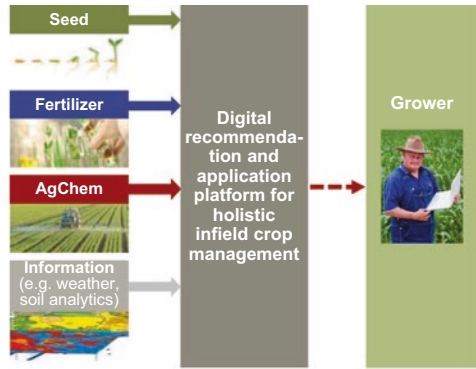 Seed
Fertilizer
AgChem
Information
(e.g. weather,
soil analytics)
Digital
recommenda-
tion and
application
platform for
holistic
infield crop
management
Grower